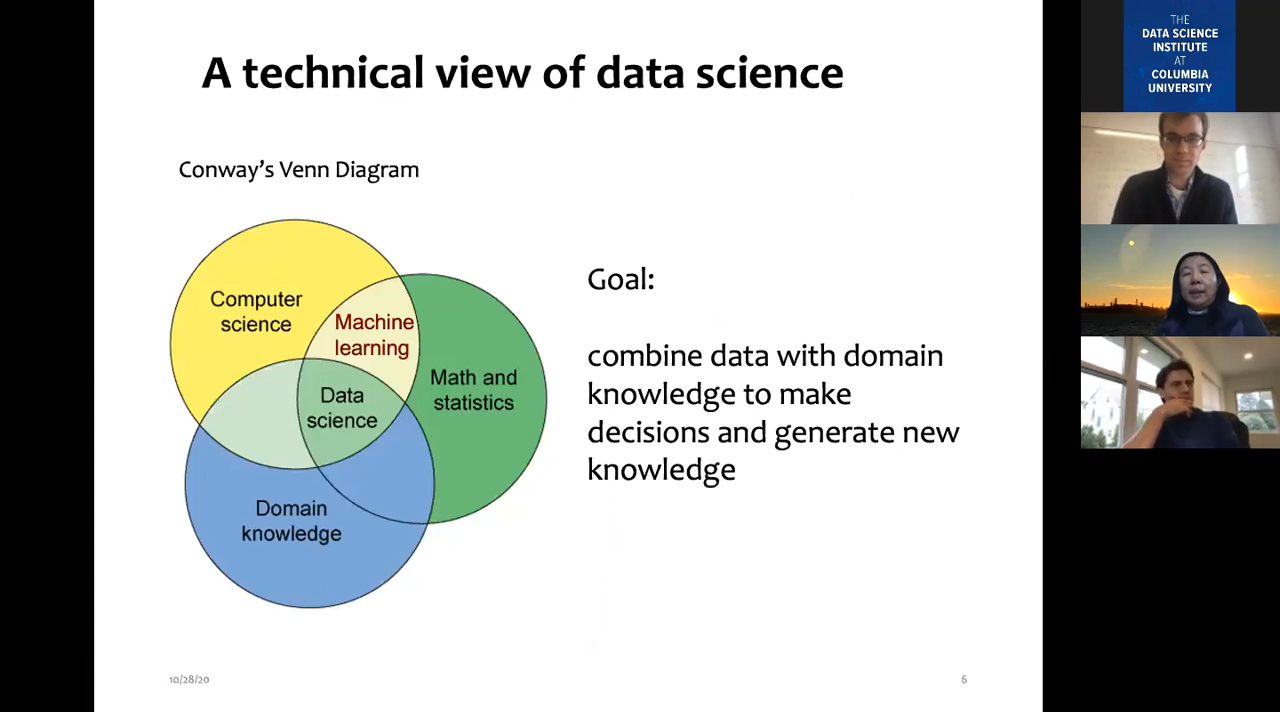 A technical view of data science
Conway’s Venn Diagram
Computer
science
Machine
learning
Math and
statistics
Data
science
Domain
knowledge
Goal:
combine data with domain
knowledge to make
decisions and generate new
knowledge
10/28/20
6
THE
DATA SCIENCE
INSTITUTE
AT
COLUMBIA
UNIVERSITY